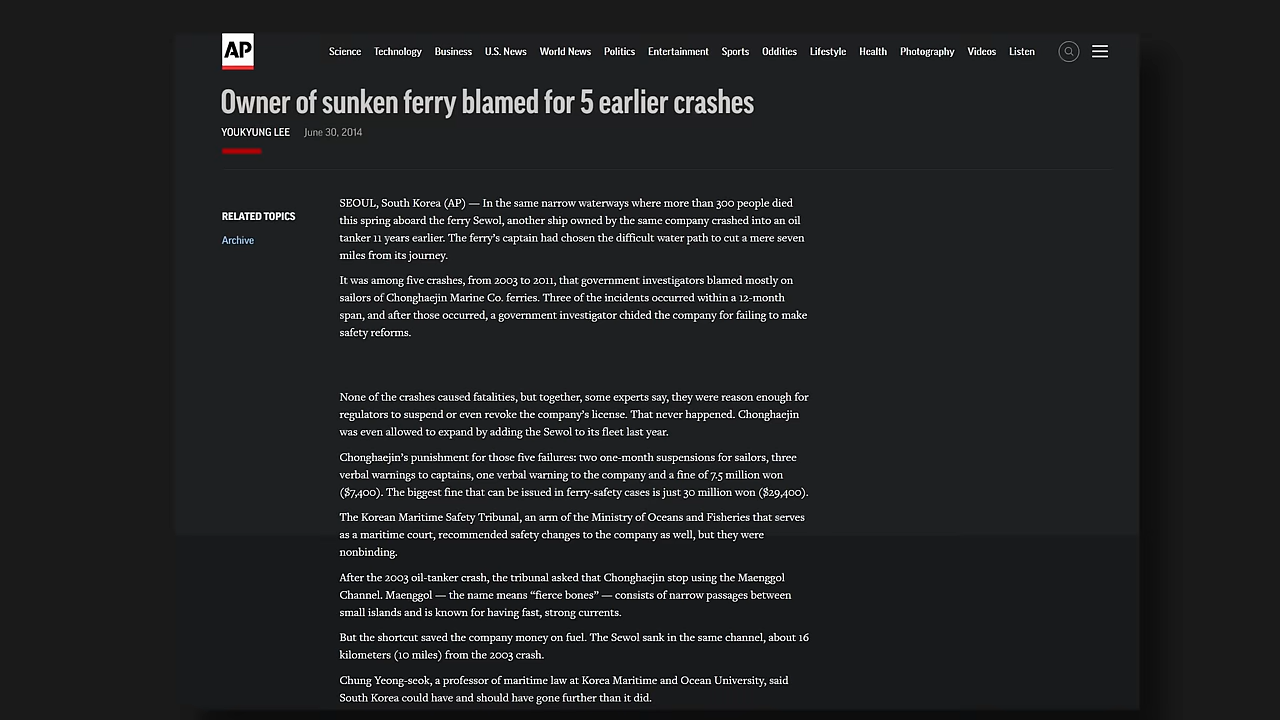 AP Science Technology Business U.S. News World News Politics Entertainment Sports Oddities Lifestyle Health Photography Videos Listen
Owner of sunken ferry blamed for 5 earlier crashes
YOUKYUNG LEE June 30, 2014
RELATED TOPICS
Archive
SEOUL, South Korea (AP) — In the same narrow waterways where more than 300 people died
this spring aboard the ferry Sewol, another ship owned by the same company crashed into an oil
tanker 11 years earlier. The ferry's captain had chosen the difficult water path to cut a mere seven
miles from its journey.
It was among five crashes, from 2003 to 2011, that government investigators blamed mostly on
sailors of Chonghaejin Marine Co. ferries. Three of the incidents occurred within a 12-month
span, and after those occurred, a government investigator chided the company for failing to make
safety reforms.
None of the crashes caused fatalities, but together, some experts say, they were reason enough for
regulators to suspend or even revoke the company's license. That never happened. Chonghaejin
was even allowed to expand by adding the Sewol to its fleet last year.
Chonghaejin's punishment for those five failures: two one-month suspensions for sailors, three
verbal warnings to captains, one verbal warning to the company and a fine of 7.5 million won
($7,400). The biggest fine that can be issued in ferry-safety cases is just 30 million won ($29,400).
The Korean Maritime Safety Tribunal, an arm of the Ministry of Oceans and Fisheries that serves
as a maritime court, recommended safety changes to the company as well, but they were
nonbinding.
After the 2003 oil-tanker crash, the tribunal asked that Chonghaejin stop using the Maenggol
Channel. Maenggol — the name means “fierce bones” — consists of narrow passages between
small islands and is known for having fast, strong currents.
But the shortcut saved the company money on fuel. The Sewol sank in the same channel, about 16
kilometers (10 miles) from the 2003 crash.
Chung Yeong-seok, a professor of maritime law at Korea Maritime and Ocean University, said
South Korea could have and should have gone further than it did.